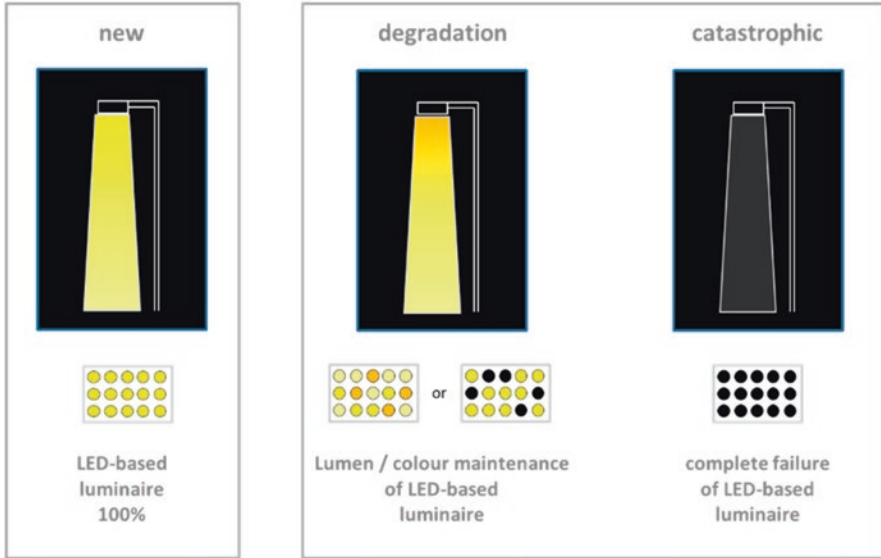 new
degradation
catastrophic
or
LED-based
luminaire
100%
Lumen / colour maintenance
of LED-based
luminaire
complete failure
of LED-based
luminaire